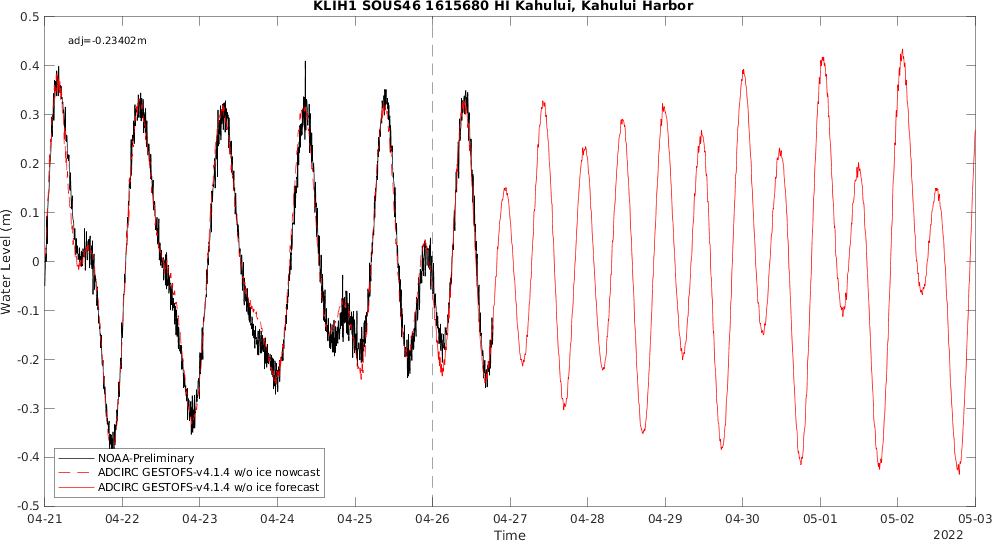 KLIH1 SOUS46 1615680 HI Kahului, Kahului Harbor
adj=-0.23402m
0.5
0.4
0.3
0.2
0.1
0
-0.1
-0.2
-0.3
-0.4
-0.5
Water Level (m)
NOAA-Preliminary
ADCIRC GESTOFS-v4.1.4 w/o ice nowcast
ADCIRC GESTOFS-v4.1.4 w/o ice forecast
04-21 04-22 04-23 04-24 04-25 04-26 04-27 04-28 04-29 04-30 05-01 05-02 05-03
Time
2022